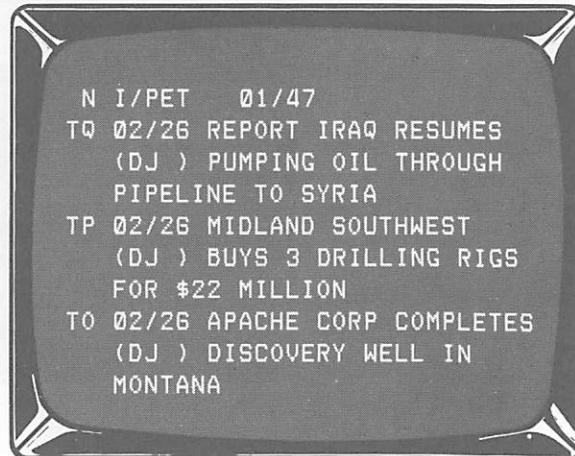 N I/PET 01/47
TQ 02/26 REPORT IRAQ RESUMES
(DJ ) PUMPING OIL THROUGH
PIPELINE TO SYRIA
TP 02/26 MIDLAND SOUTHWEST
(DJ ) BUYS 3 DRILLING RIGS
FOR $22 MILLION
TO 02/26 APACHE CORP COMPLETES
(DJ ) DISCOVERY WELL IN
MONTANA